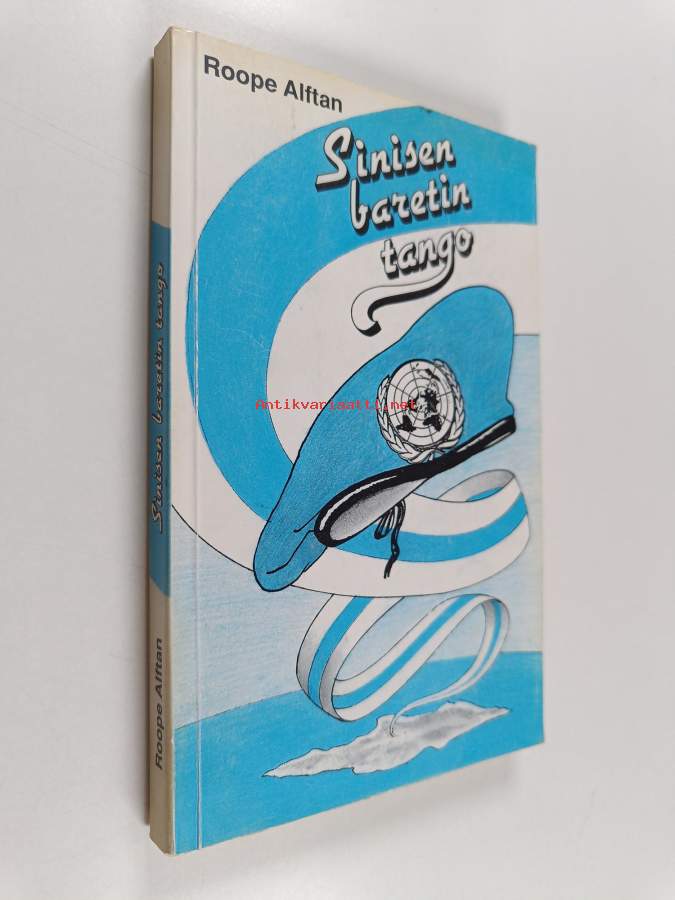 Roope Alftan
Sinisen
baretin
tango
Antikvariaatti.net
Sinisen baretin tango
Roope Alftan